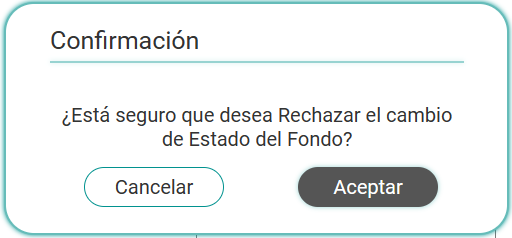 Confirmación
¿Está seguro que desea Rechazar el cambio
de Estado del Fondo?
Cancelar
Aceptar